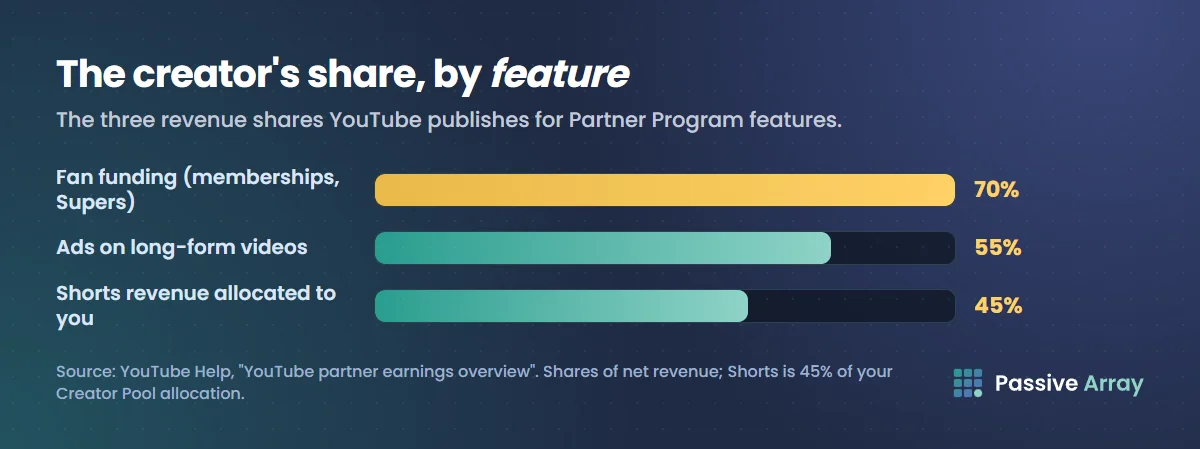 The creator's share, by feature
The three revenue shares YouTube publishes for Partner Program features.
Fan funding (memberships,
Supers)
70%
Ads on long-form videos
55%
Shorts revenue allocated to
you
45%
Source: YouTube Help, "YouTube partner earnings overview". Shares of net revenue; Shorts is 45% of your
Creator Pool allocation.
Passive Array